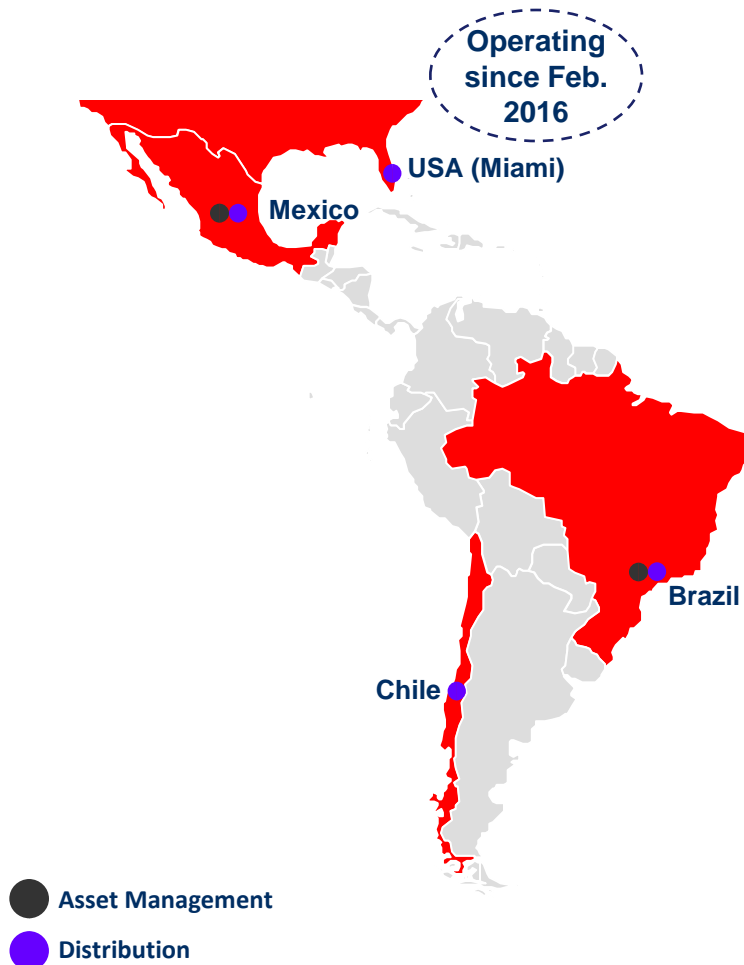 Operating
since Feb.
2016
USA (Miami)
Mexico
Brazil
Chile
Asset Management
Distribution